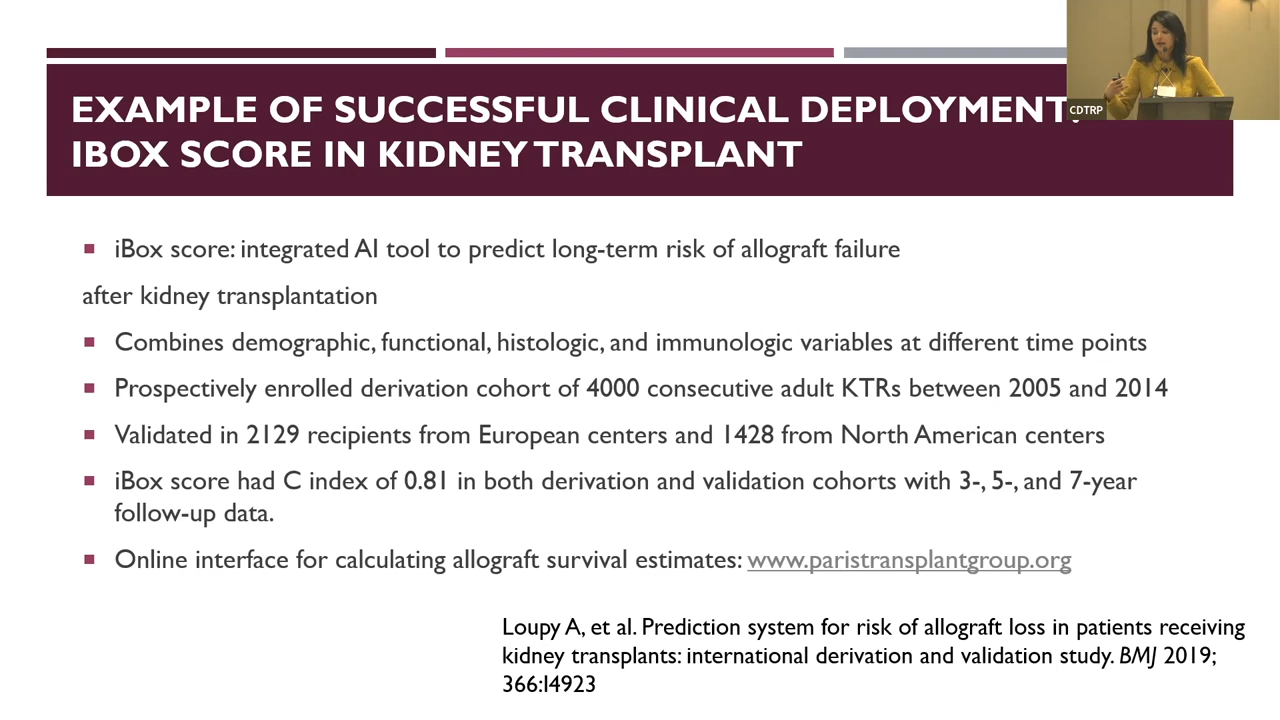 EXAMPLE OF SUCCESSFUL CLINICAL DEPLOYMENT:
IBOX SCORE IN KIDNEY TRANSPLANT
CDTRP
iBox score: integrated AI tool to predict long-term risk of allograft failure
after kidney transplantation
Combines demographic, functional, histologic, and immunologic variables at different time points
Prospectively enrolled derivation cohort of 4000 consecutive adult KTRs between 2005 and 2014
Validated in 2129 recipients from European centers and 1428 from North American centers
iBox score had C index of 0.81 in both derivation and validation cohorts with 3-, 5-, and 7-year
follow-up data.
Online interface for calculating allograft survival estimates: www.paristransplantgroup.org
Loupy A, et al. Prediction system for risk of allograft loss in patients receiving
kidney transplants: international derivation and validation study. BMJ 2019;
366:l4923